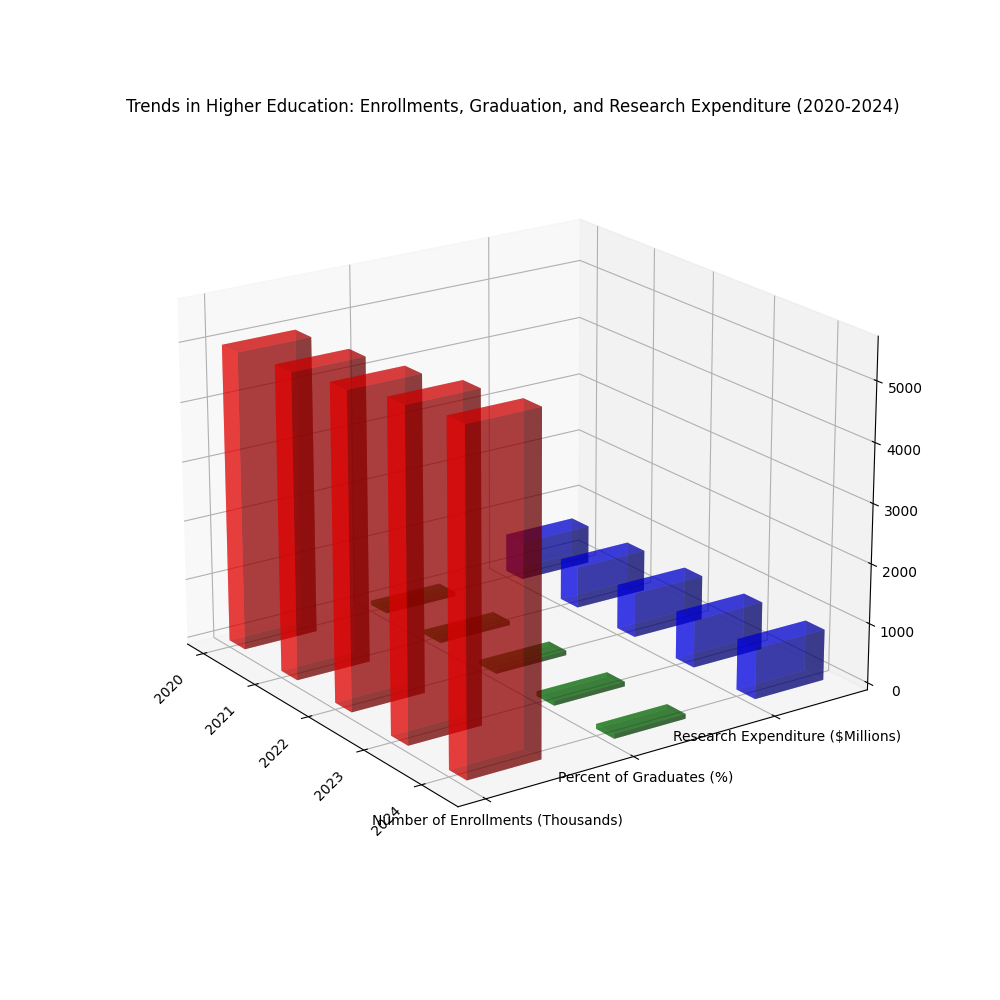 Trends in Higher Education: Enrollments, Graduation, and Research Expenditure (2020-2024)
5000
4000
3000
2000
1000
0
2020
2021
2022
2023
2024
Research Expenditure ($Millions)
Percent of Graduates (%)
Number of Enrollments (Thousands)